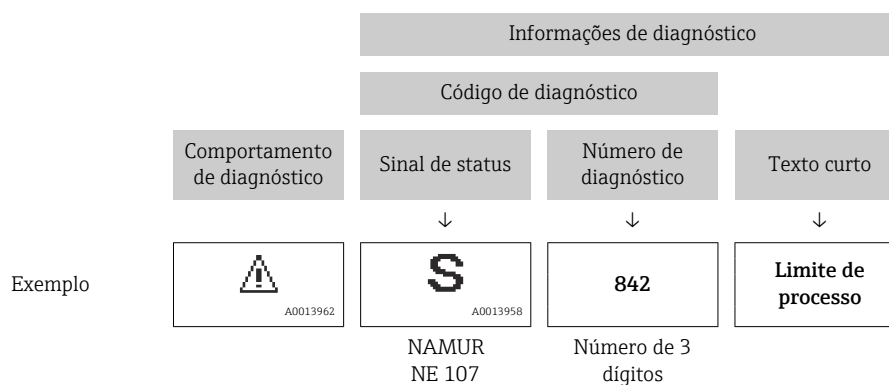 Informações de diagnóstico
Código de diagnóstico
Comportamento
de diagnóstico
Sinal de status
Número de
diagnóstico
Texto curto
↓
↓
↓
Exemplo
A0013962
S
A0013958
842
Limite de
processo
NAMUR
NE 107
Número de 3
dígitos